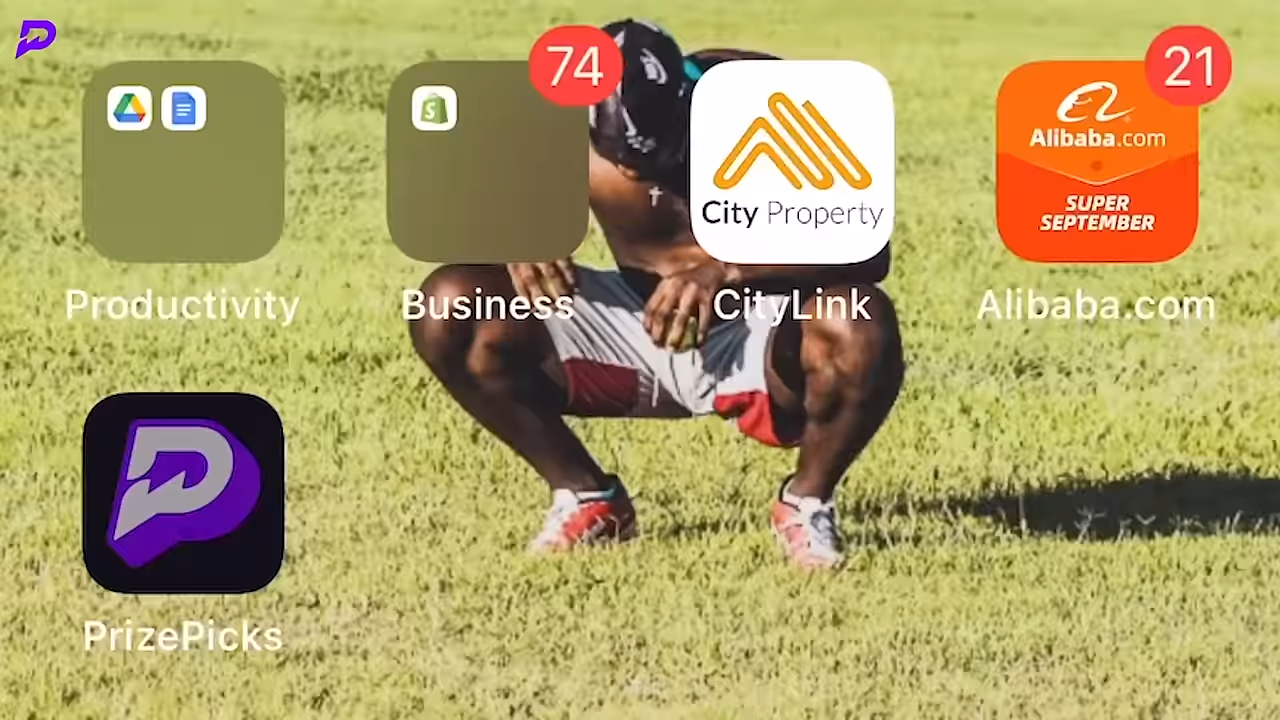 74
21
Alibaba.com
SUPER
SEPTEMBER
City Property
Productivity
Business
CityLink
Alibaba.com
PrizePicks